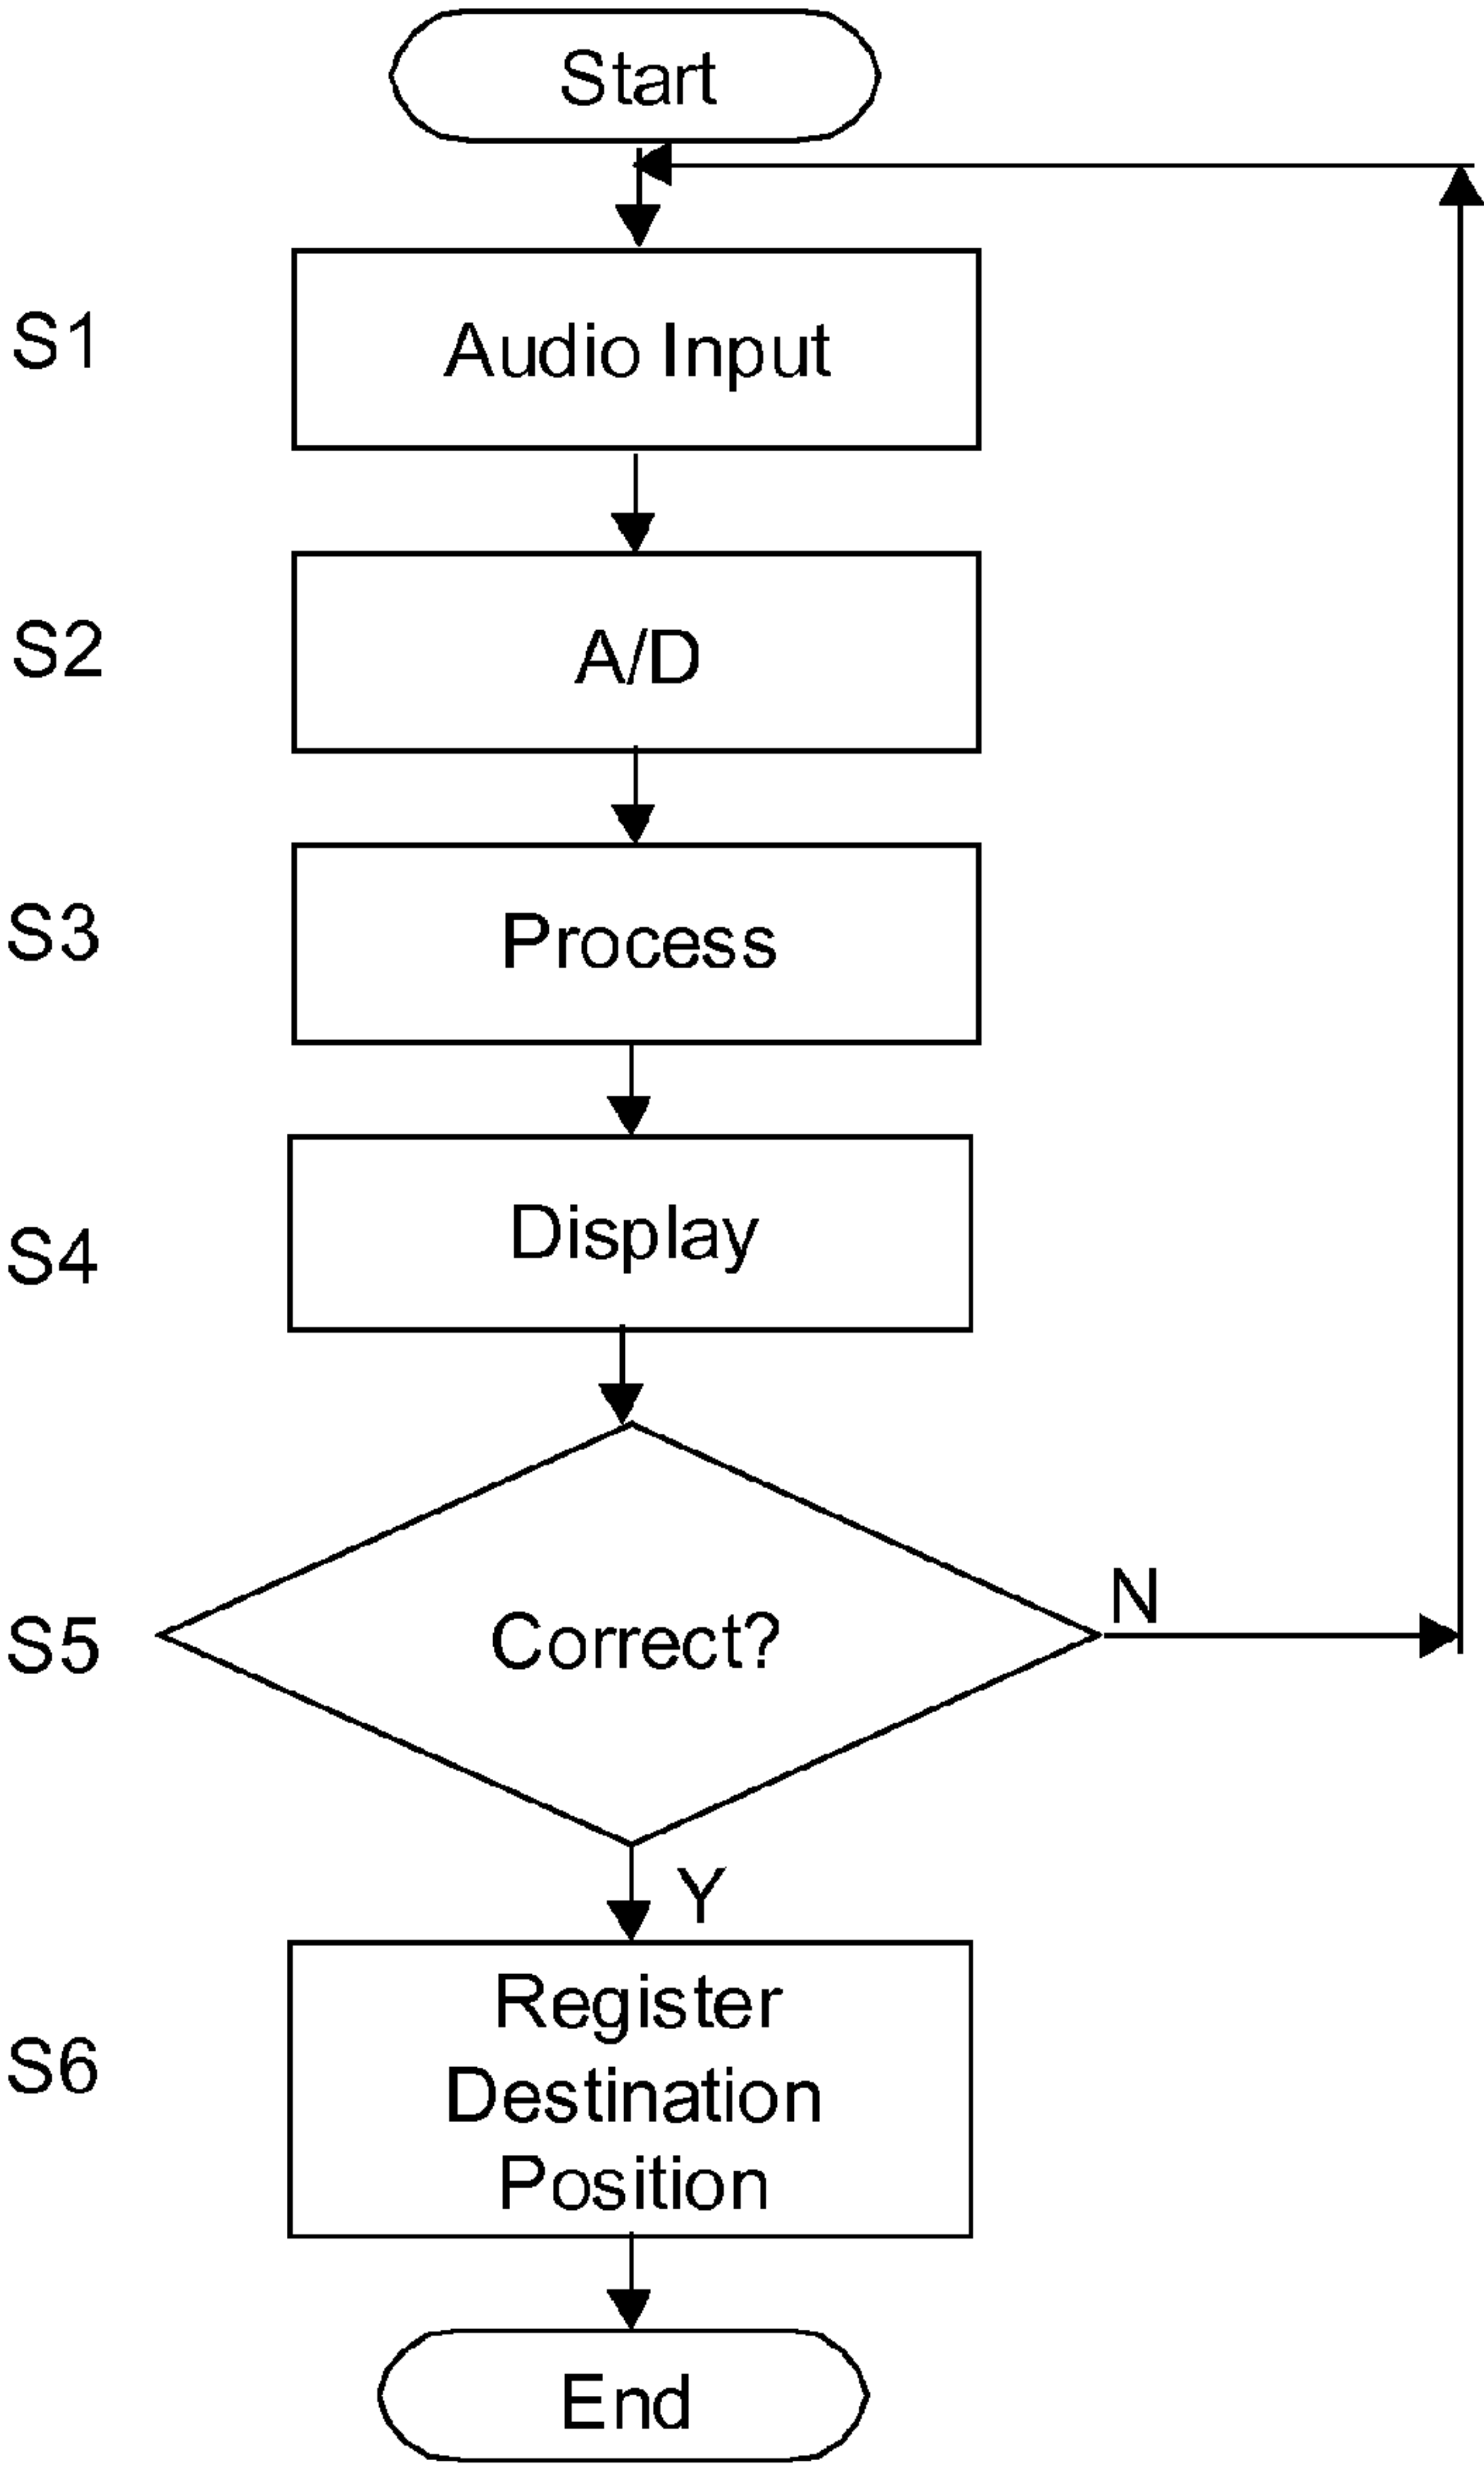 Start
S1
Audio Input
S2
A/D
S3
Process
S4
Display
S5
Correct?
N
Y
S6
Register
Destination
Position
End